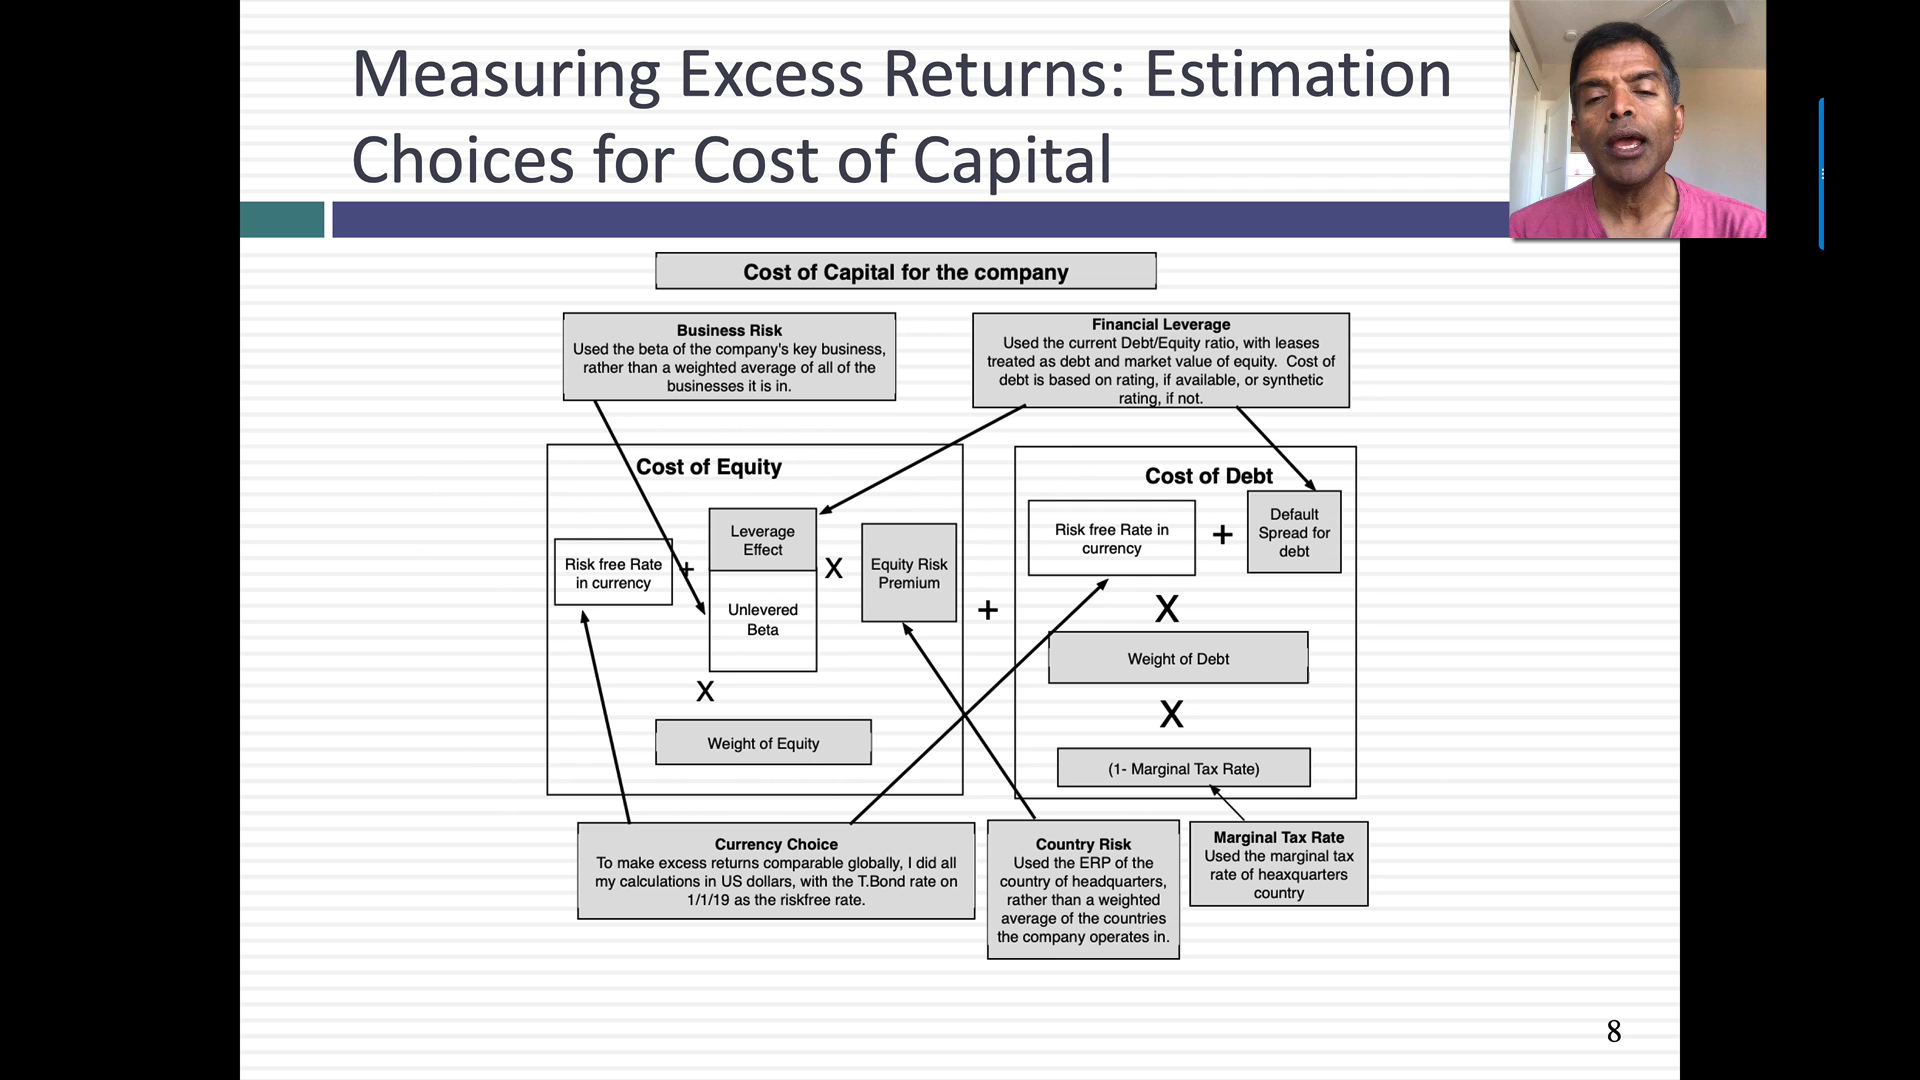 Measuring Excess Returns: Estimation
Choices for Cost of Capital
Cost of Capital for the company
Business Risk
Used the beta of the company's key business,
rather than a weighted average of all of the
businesses it is in.
Financial Leverage
Used the current Debt/Equity ratio, with leases
treated as debt and market value of equity. Cost of
debt is based on rating, if available, or synthetic
rating, if not.
Cost of Equity
Risk free Rate
in currency
+
Leverage
Effect
Unlevered
Beta
X
Equity Risk
Premium
X
Weight of Equity
+
Cost of Debt
Risk free Rate in
currency
+
Default
Spread for
debt
X
Weight of Debt
X
(1- Marginal Tax Rate)
Currency Choice
To make excess returns comparable globally, I did all
my calculations in US dollars, with the T.Bond rate on
1/1/19 as the riskfree rate.
Country Risk
Used the ERP of the
country of headquarters,
rather than a weighted
average of the countries
the company operates in.
Marginal Tax Rate
Used the marginal tax
rate of heaxquarters
country
8